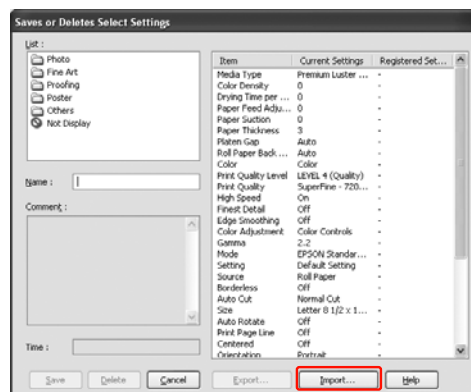 Saves or Deletes Select Settings
List :
Photo
Fine Art
Proofing
Poster
Others
Not Display
Name :
Comment :
Time :
Item Current Settings Registered Set...
Media Type Premium Luster ... -
Color Density 0 -
Drying Time per ... 0 -
Paper Feed Adju... 0 -
Paper Suction 0 -
Paper Thickness 3 -
Platen Gap Auto -
Roll Paper Back ... Auto -
Color Color -
Print Quality Level LEVEL 4 (Quality) -
Print Quality SuperFine - 720... -
High Speed On -
Finest Detail Off -
Edge Smoothing Off -
Color Adjustment Color Controls -
Gamma 2.2 -
Mode EPSON Standar... -
Setting Default Setting -
Source Roll Paper -
Borderless Off -
Auto Cut Normal Cut -
Size Letter 8 1/2 x 1... -
Auto Rotate Off -
Print Page Line Off -
Centered Off -
Orientation Portrait -
Save Delete Cancel Export... Import... Help